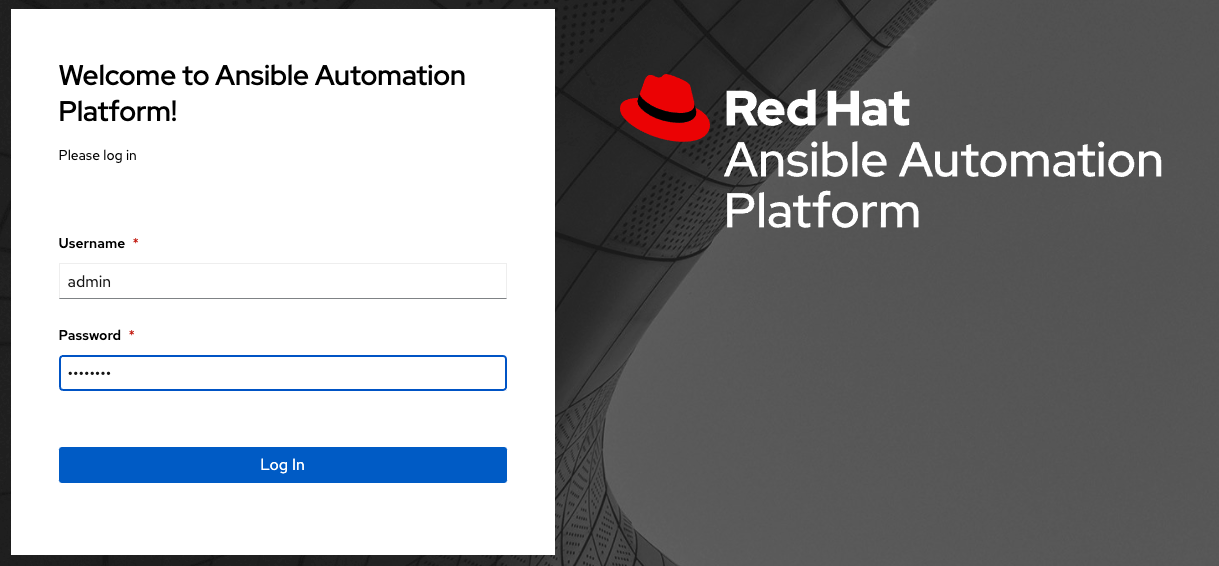 Welcome to Ansible Automation
Platform!
Please log in
Username *
admin
Password *
••••••••
Log In
Red Hat
Ansible Automation
Platform